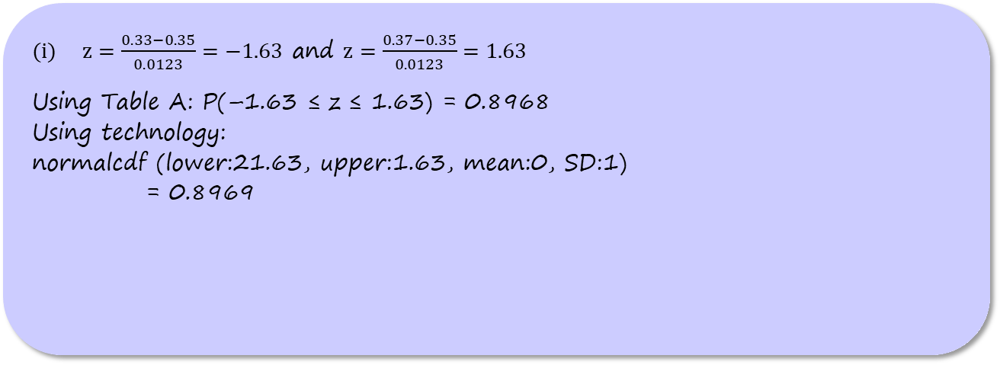 (i) z = \frac{0.33−0.35}{0.0123} = −1.63 and z = \frac{0.37−0.35}{0.0123} = 1.63
Using Table A: P(−1.63 ≤ z ≤ 1.63) = 0.8968
Using technology:
normalcdf (lower:21.63, upper:1.63, mean:0, SD:1)
= 0.8969